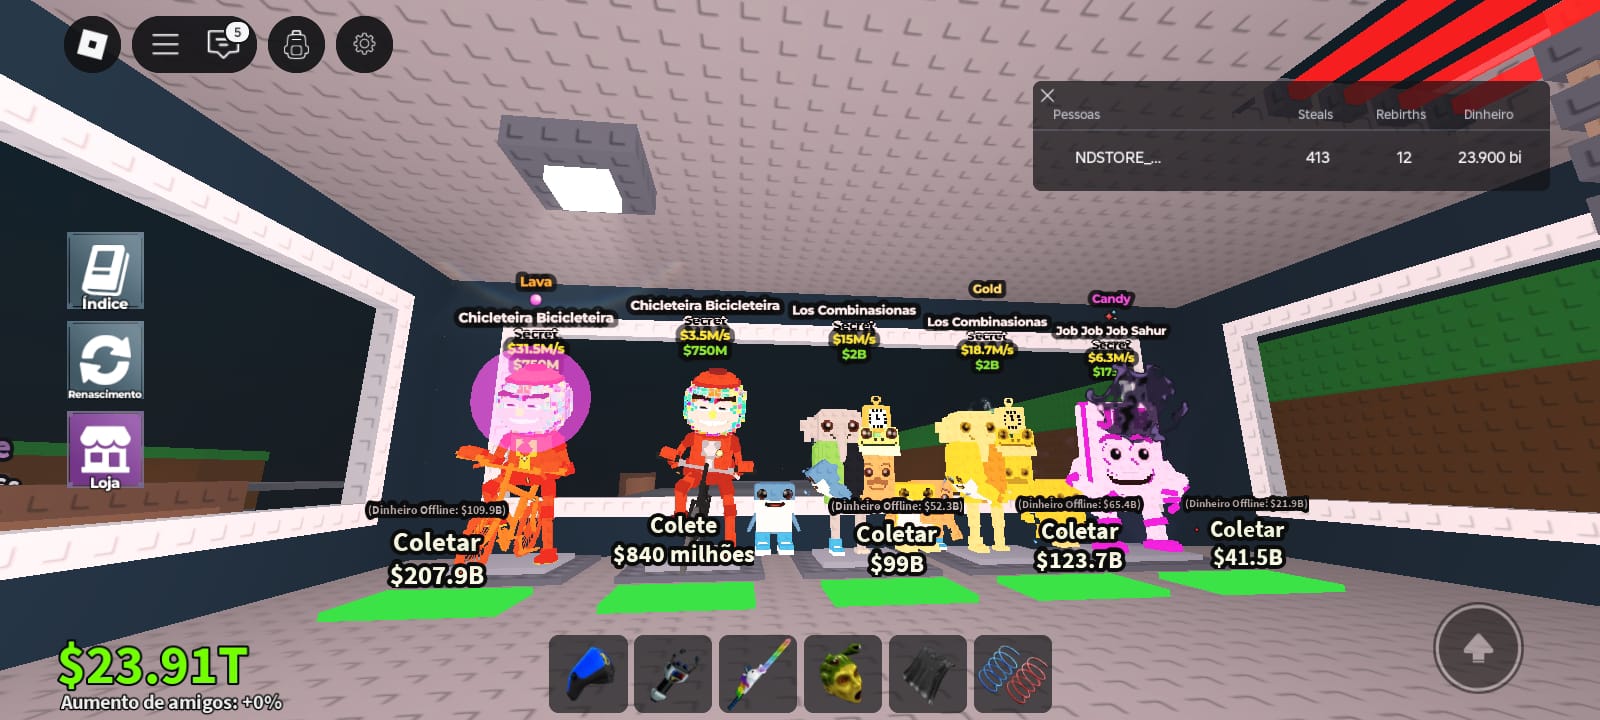 5
Pessoas Steals Rebirths Dinheiro
NDSTORE_... 413 12 23.900 bi
Índice
Renascimento
Loja
Lava
Chicleteira Bicicleteira
Secret
$31.5M/s
$750M
Chicleteira Bicicleteira
Secret
$3.5M/s
$750M
Los Combinasionas
Secret
$15M/s
$2B
Gold
Los Combinasionas
Secret
$18.7M/s
$2B
Candy
Job Job Job Sahur
Secret
$6.3M/s
(Dinheiro Offline: $109.9B)
Coletar
$207.9B
Colete
$840 milhões
(Dinheiro Offline: $52.3B)
Coletar
$99B
(Dinheiro Offline: $65.4B)
Coletar
$123.7B
(Dinheiro Offline: $21.9B)
Coletar
$41.5B
$23.91T
Aumento de amigos: +0%